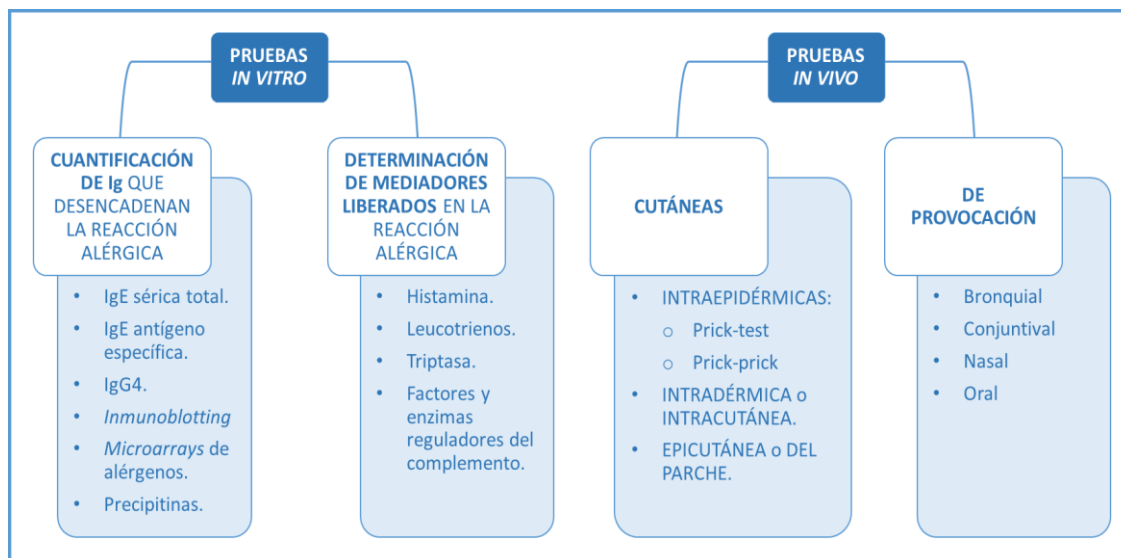 PRUEBAS
IN VITRO
CUANTIFICACIÓN
DE Ig QUE
DESENCADENAN
LA REACCIÓN
ALÉRGICA
• IgE sérica total.
• IgE antígeno
específica.
• IgG4.
• Inmunoblotting
• Microarrays de
alérgenos.
• Precipitinas.
DETERMINACIÓN
DE MEDIADORES
LIBERADOS EN LA
REACCIÓN
ALÉRGICA
• Histamina.
• Leucotrienos.
• Triptasa.
• Factores y
enzimas
reguladores del
complemento.
PRUEBAS
IN VIVO
CUTÁNEAS
• INTRAEPIDÉRMICAS:
o Prick-test
o Prick-prick
• INTRADÉRMICA o
INTRACUTÁNEA.
• EPICUTÁNEA o DEL
PARCHE.
DE
PROVOCACIÓN
• Bronquial
• Conjuntival
• Nasal
• Oral